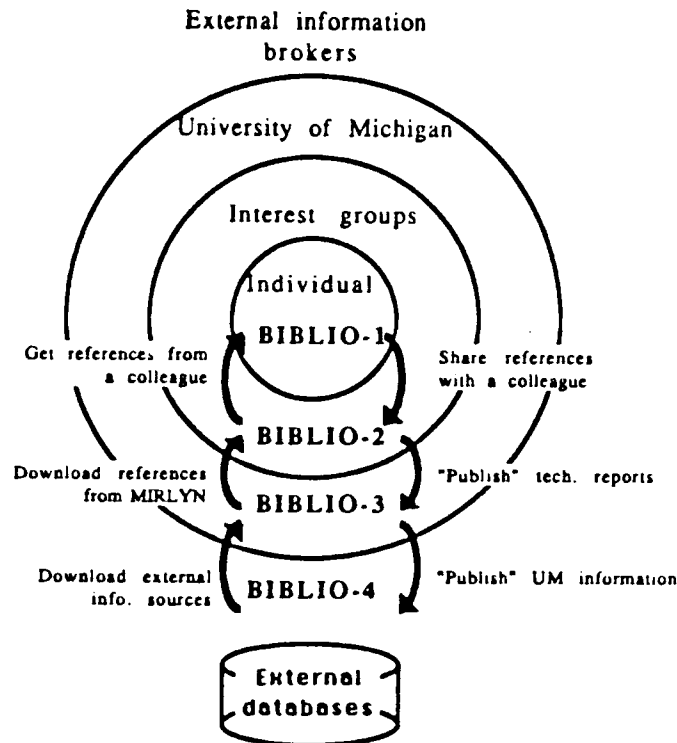 External information
brokers
University of Michigan
Interest groups
Individual
BIBLIO-1
Get references from
a colleague
Share references
with a colleague
BIBLIO-2
Download references
from MIRLYN
"Publish" tech. reports
BIBLIO-3
Download external
info. sources
BIBLIO-4
"Publish" UM information
External
databases